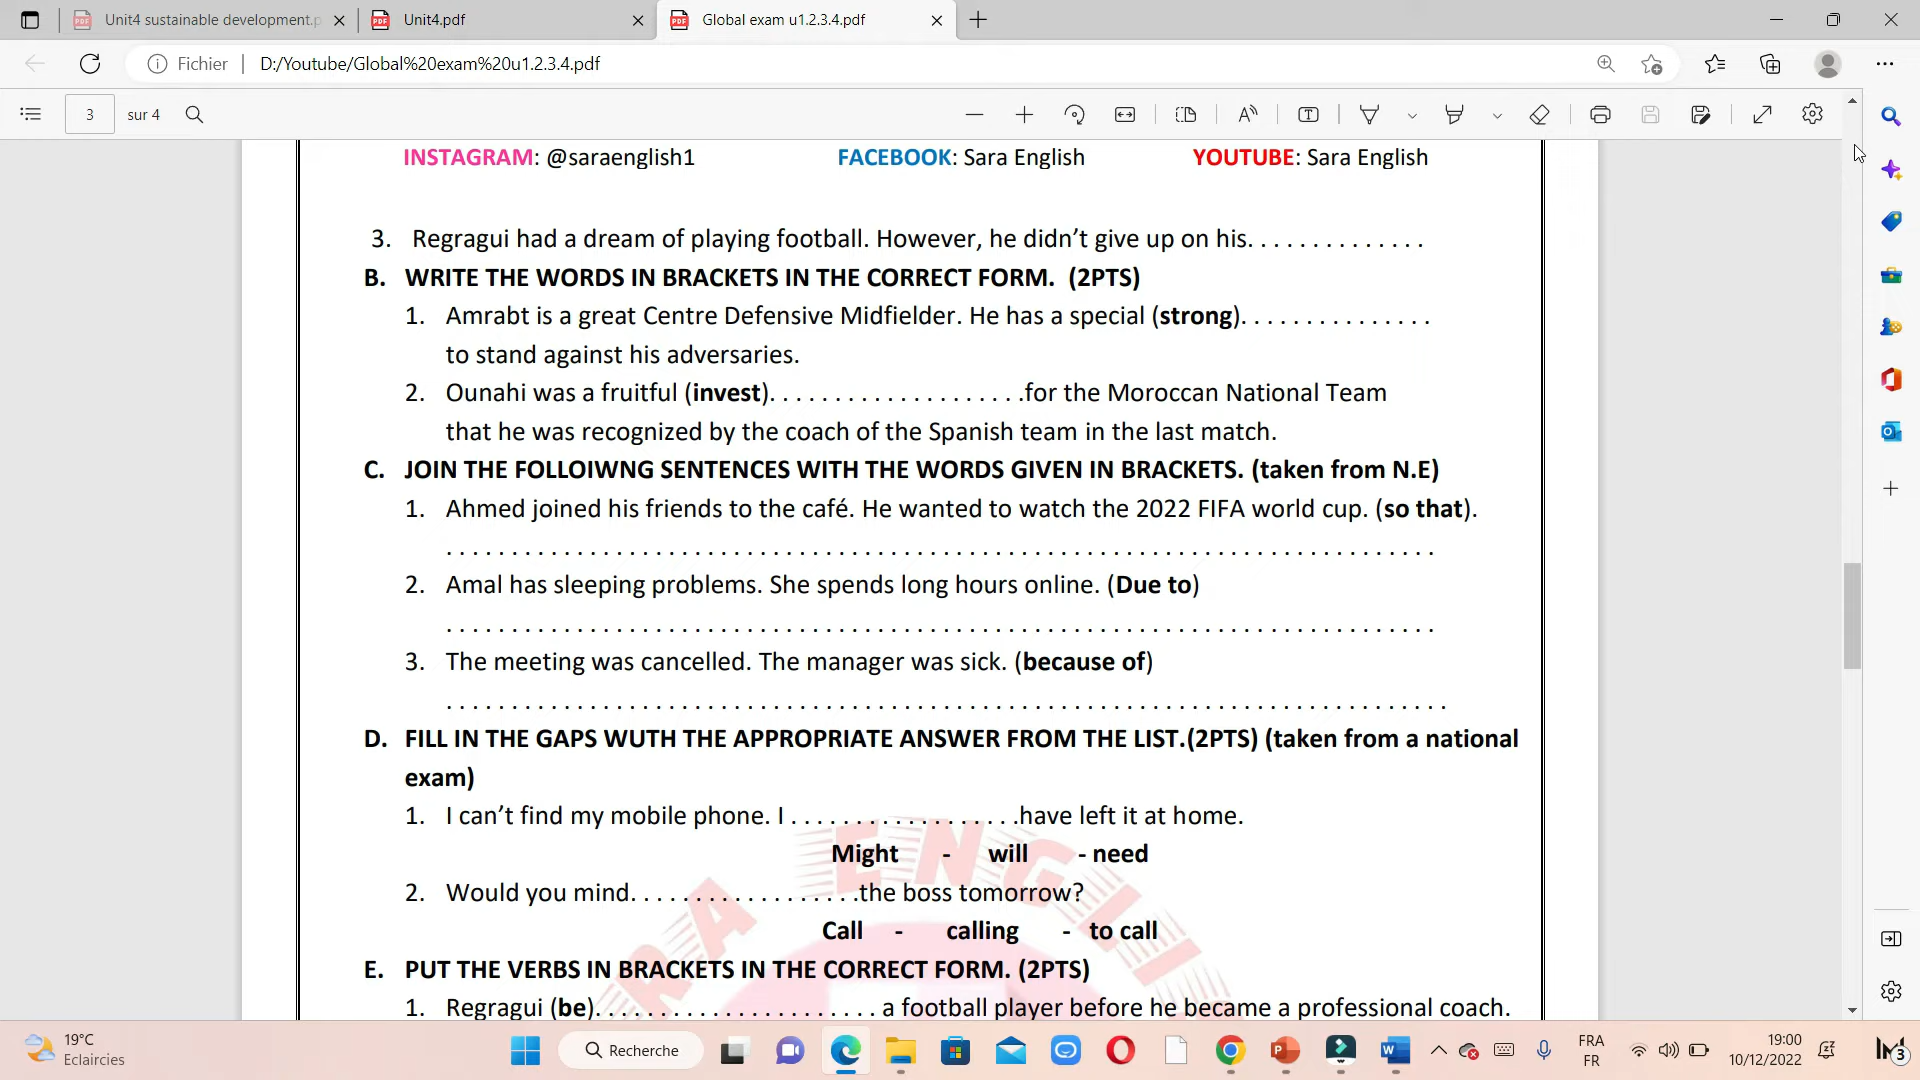 Unit4 sustainable development.p
Unit4.pdf
Global exam u1.2.3.4.pdf
Fichier
D:/Youtube/Global%20exam%20u1.2.3.4.pdf
3
sur 4
INSTAGRAM: @saraenglish1 FACEBOOK: Sara English YOUTUBE: Sara English
3. Regragui had a dream of playing football. However, he didn’t give up on his. . . . . . . . . . . . . .
B. WRITE THE WORDS IN BRACKETS IN THE CORRECT FORM. (2PTS)
1. Amrabt is a great Centre Defensive Midfielder. He has a special (strong). . . . . . . . . . . . . . .
to stand against his adversaries.
2. Ounahi was a fruitful (invest). . . . . . . . . . . . . . . . . . . .for the Moroccan National Team
that he was recognized by the coach of the Spanish team in the last match.
C. JOIN THE FOLLOIWNG SENTENCES WITH THE WORDS GIVEN IN BRACKETS. (taken from N.E)
1. Ahmed joined his friends to the café. He wanted to watch the 2022 FIFA world cup. (so that).
. . . . . . . . . . . . . . . . . . . . . . . . . . . . . . . . . . . . . . . . . . . . . . . . . . . . . . . . . . . . . . . . . . . . . . . . . . . .
2. Amal has sleeping problems. She spends long hours online. (Due to)
. . . . . . . . . . . . . . . . . . . . . . . . . . . . . . . . . . . . . . . . . . . . . . . . . . . . . . . . . . . . . . . . . . . . . . . . . . . .
3. The meeting was cancelled. The manager was sick. (because of)
. . . . . . . . . . . . . . . . . . . . . . . . . . . . . . . . . . . . . . . . . . . . . . . . . . . . . . . . . . . . . . . . . . . . . . . . . . . . .
D. FILL IN THE GAPS WUTH THE APPROPRIATE ANSWER FROM THE LIST.(2PTS) (taken from a national
exam)
1. I can’t find my mobile phone. I . . . . . . . . . . . . . . . . . .have left it at home.
Might - will - need
2. Would you mind. . . . . . . . . . . . . . . . . .the boss tomorrow?
Call - calling - to call
E. PUT THE VERBS IN BRACKETS IN THE CORRECT FORM. (2PTS)
1. Regragui (be). . . . . . . . . . . . . . . . . . . . . . a football player before he became a professional coach.
RA ENGLI
19°C
Eclaircies
Recherche
FRA
FR
19:00
10/12/2022
3